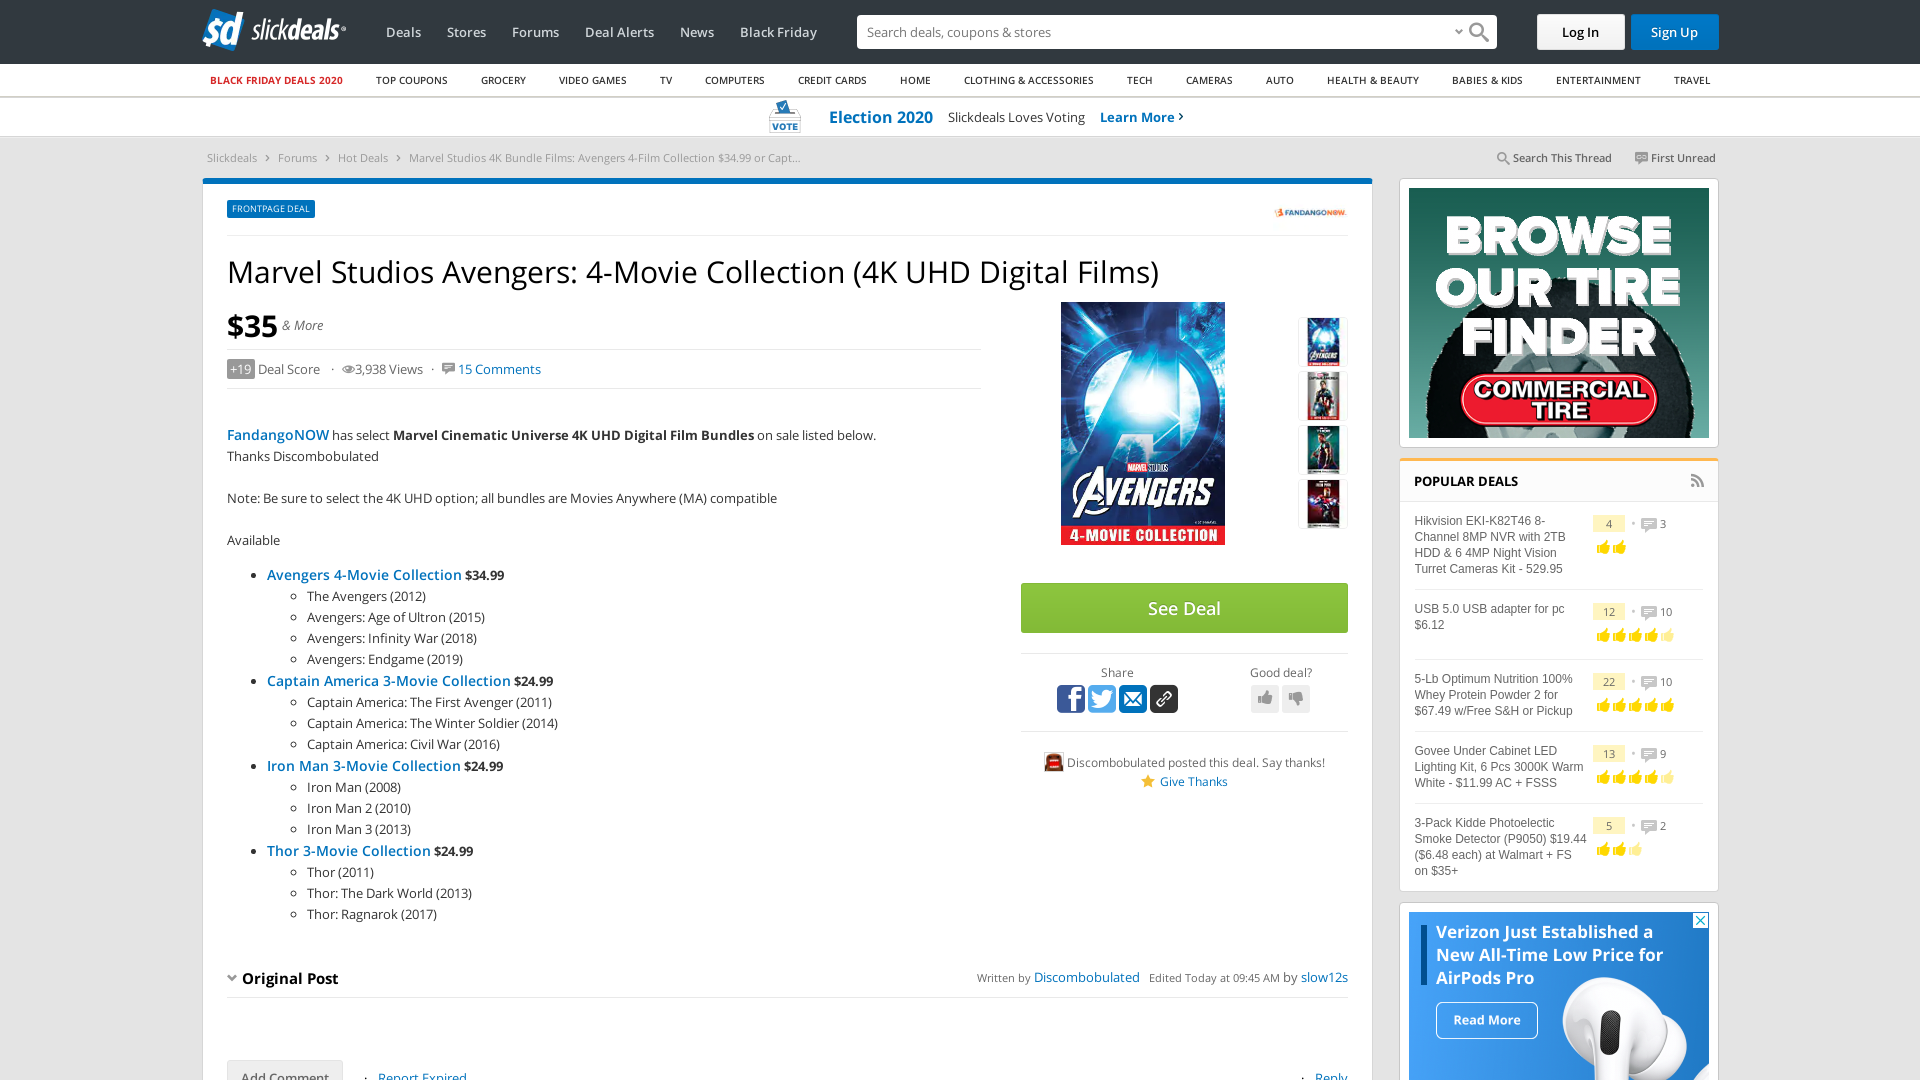 sd slickdeals
Deals
Stores
Forums
Deal Alerts
News
Black Friday
Search deals, coupons & stores
Log In
Sign Up
BLACK FRIDAY DEALS 2020
TOP COUPONS
GROCERY
VIDEO GAMES
TV
COMPUTERS
CREDIT CARDS
HOME
CLOTHING & ACCESSORIES
TECH
CAMERAS
AUTO
HEALTH & BEAUTY
BABIES & KIDS
ENTERTAINMENT
TRAVEL
VOTE
Election 2020 Slickdeals Loves Voting Learn More
Slickdeals > Forums > Hot Deals > Marvel Studios 4K Bundle Films: Avengers 4-Film Collection $34.99 or Capt...
Search This Thread
First Unread
FRONTPAGE DEAL
FANDANGONOW
Marvel Studios Avengers: 4-Movie Collection (4K UHD Digital Films)
$35 & More
+19 Deal Score · 3,938 Views · 15 Comments
FandangoNOW has select Marvel Cinematic Universe 4K UHD Digital Film Bundles on sale listed below.
Thanks Discombobulated
Note: Be sure to select the 4K UHD option; all bundles are Movies Anywhere (MA) compatible
Available
Avengers 4-Movie Collection $34.99
The Avengers (2012)
Avengers: Age of Ultron (2015)
Avengers: Infinity War (2018)
Avengers: Endgame (2019)
Captain America 3-Movie Collection $24.99
Captain America: The First Avenger (2011)
Captain America: The Winter Soldier (2014)
Captain America: Civil War (2016)
Iron Man 3-Movie Collection $24.99
Iron Man (2008)
Iron Man 2 (2010)
Iron Man 3 (2013)
Thor 3-Movie Collection $24.99
Thor (2011)
Thor: The Dark World (2013)
Thor: Ragnarok (2017)
MARVEL STUDIOS
AVENGERS
4-MOVIE COLLECTION
See Deal
Share
Good deal?
Discombobulated posted this deal. Say thanks!
Give Thanks
Original Post
Written by Discombobulated Edited Today at 09:45 AM by slow12s
Add Comment
· Report Expired
· Reply
BROWSE
OUR TIRE
FINDER
COMMERCIAL
TIRE
POPULAR DEALS
Hikvision EKI-K82T46 8-
Channel 8MP NVR with 2TB
HDD & 6 4MP Night Vision
Turret Cameras Kit - 529.95
4 • 3
USB 5.0 USB adapter for pc
$6.12
12 • 10
5-Lb Optimum Nutrition 100%
Whey Protein Powder 2 for
$67.49 w/Free S&H or Pickup
22 • 10
Govee Under Cabinet LED
Lighting Kit, 6 Pcs 3000K Warm
White - $11.99 AC + FSSS
13 • 9
3-Pack Kidde Photoelectic
Smoke Detector (P9050) $19.44
($6.48 each) at Walmart + FS
on $35+
5 • 2
Verizon Just Established a
New All-Time Low Price for
AirPods Pro
Read More